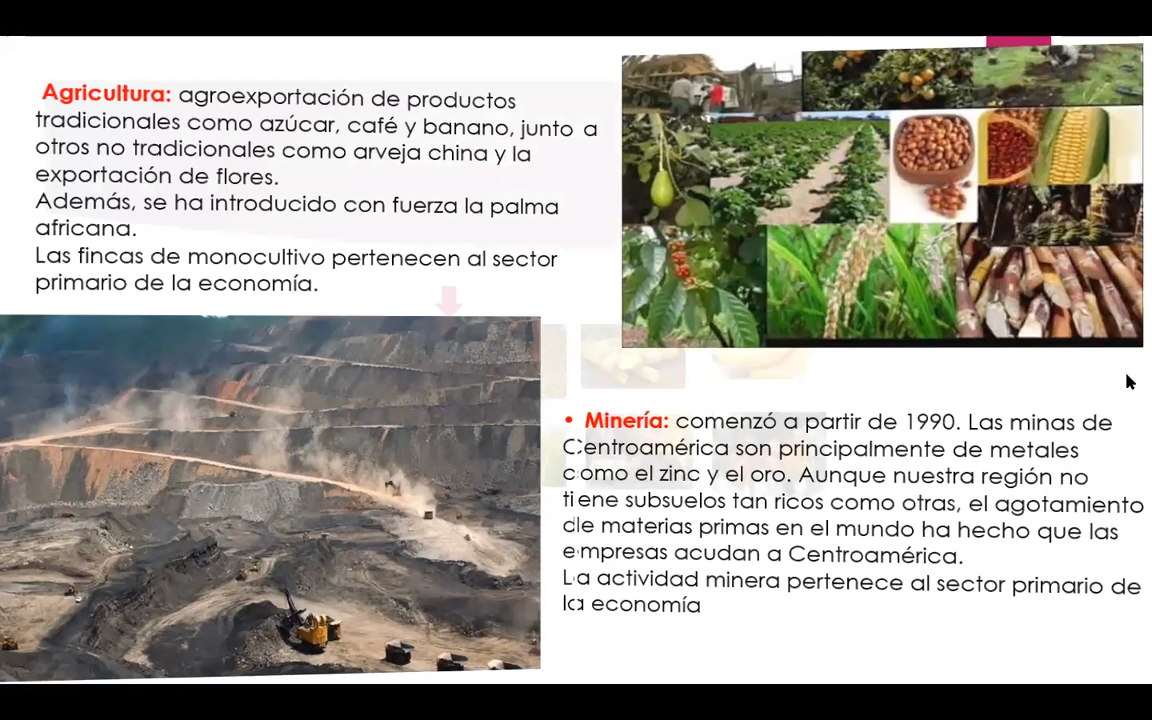 Agricultura: agroexportación de productos
tradicionales como azúcar, café y banano, junto a
otros no tradicionales como arveja china y la
exportación de flores.
Además, se ha introducido con fuerza la palma
africana.
Las fincas de monocultivo pertenecen al sector
primario de la economía.
• Minería: comenzó a partir de 1990. Las minas de
Centroamérica son principalmente de metales
como el zinc y el oro. Aunque nuestra región no
tiene subsuelos tan ricos como otras, el agotamiento
de materias primas en el mundo ha hecho que las
empresas acudan a Centroamérica.
La actividad minera pertenece al sector primario de
la economía